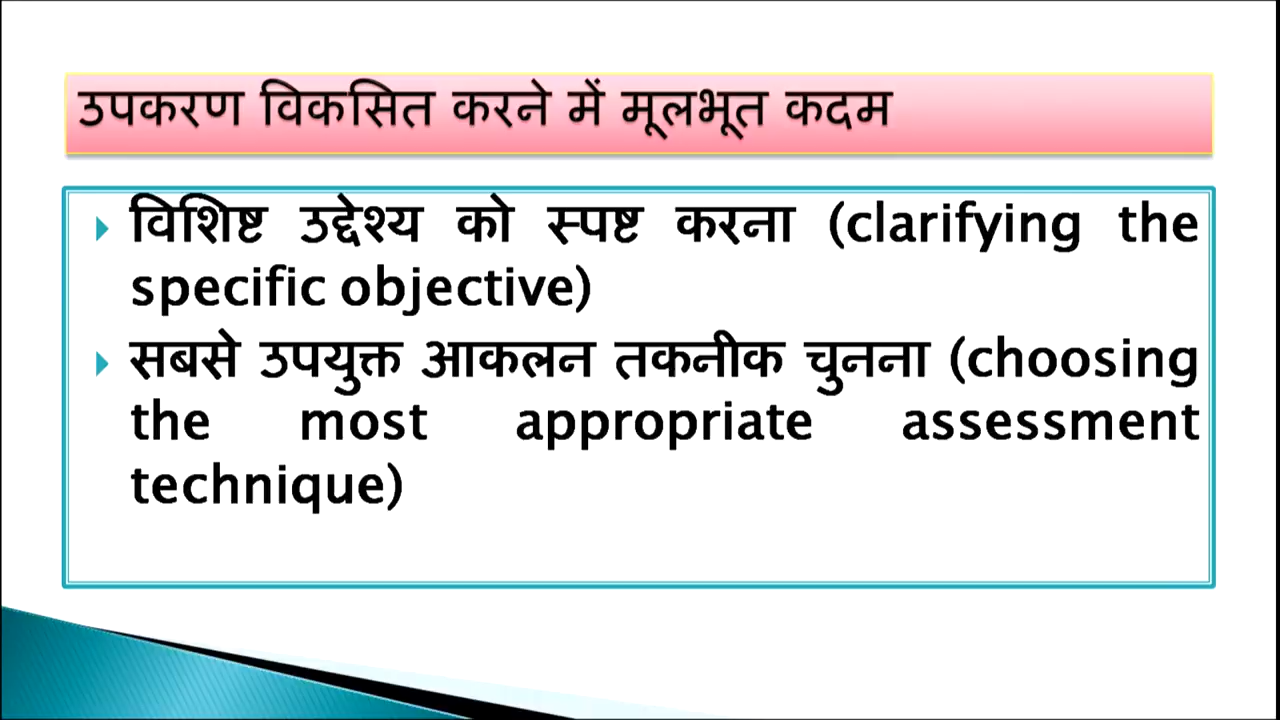 उपकरण विकसित करने में मूलभूत कदम
विशिष्ट उद्देश्य को स्पष्ट करना (clarifying the
specific objective)
सबसे उपयुक्त आकलन तकनीक चुनना (choosing
the most appropriate assessment
technique)